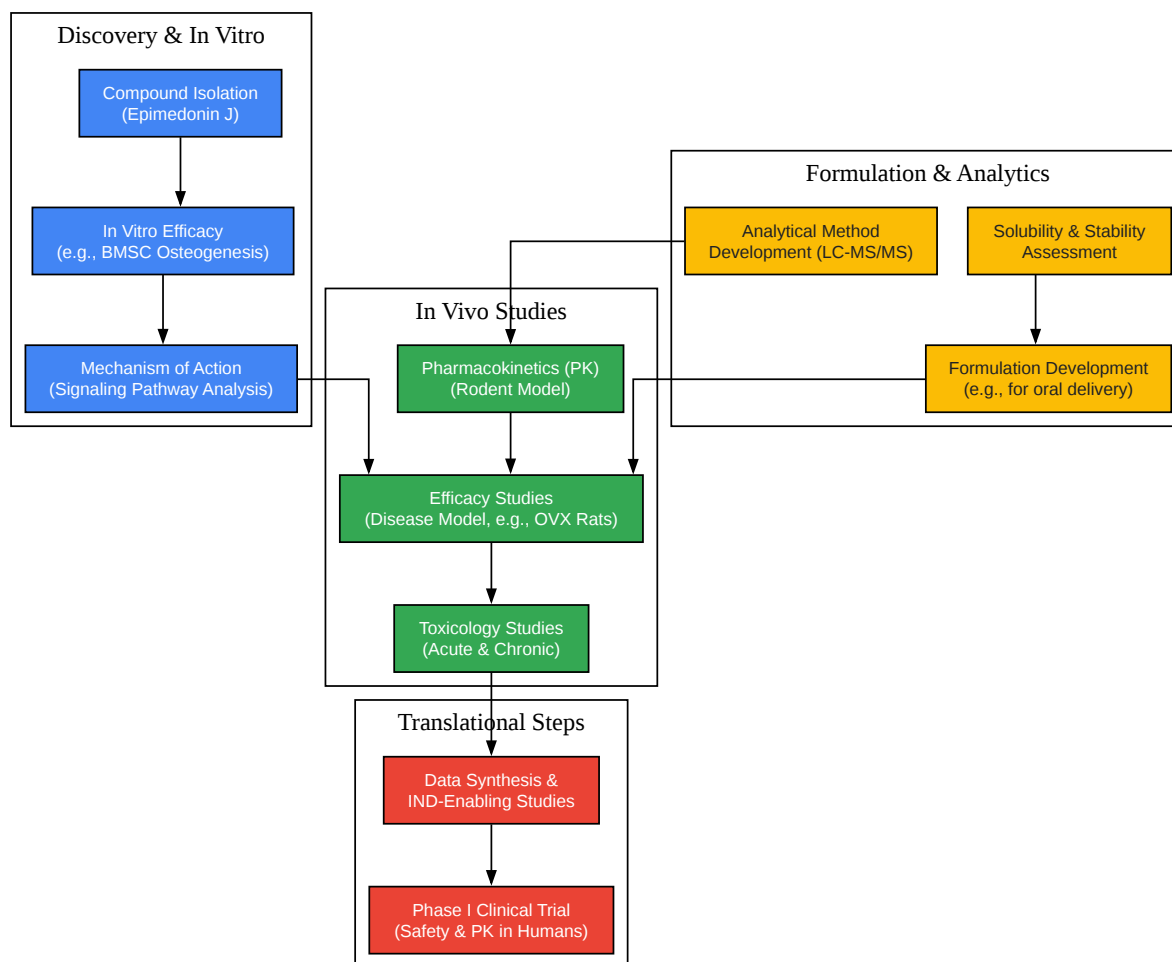 Discovery & In Vitro
Compound Isolation
(Epimedonin J)
In Vitro Efficacy
(e.g., BMSC Osteogenesis)
Mechanism of Action
(Signaling Pathway Analysis)
Formulation & Analytics
Analytical Method
Development (LC-MS/MS)
Solubility & Stability
Assessment
Formulation Development
(e.g., for oral delivery)
In Vivo Studies
Pharmacokinetics (PK)
(Rodent Model)
Efficacy Studies
(Disease Model, e.g., OVX Rats)
Toxicology Studies
(Acute & Chronic)
Translational Steps
Data Synthesis &
IND-Enabling Studies
Phase I Clinical Trial
(Safety & PK in Humans)